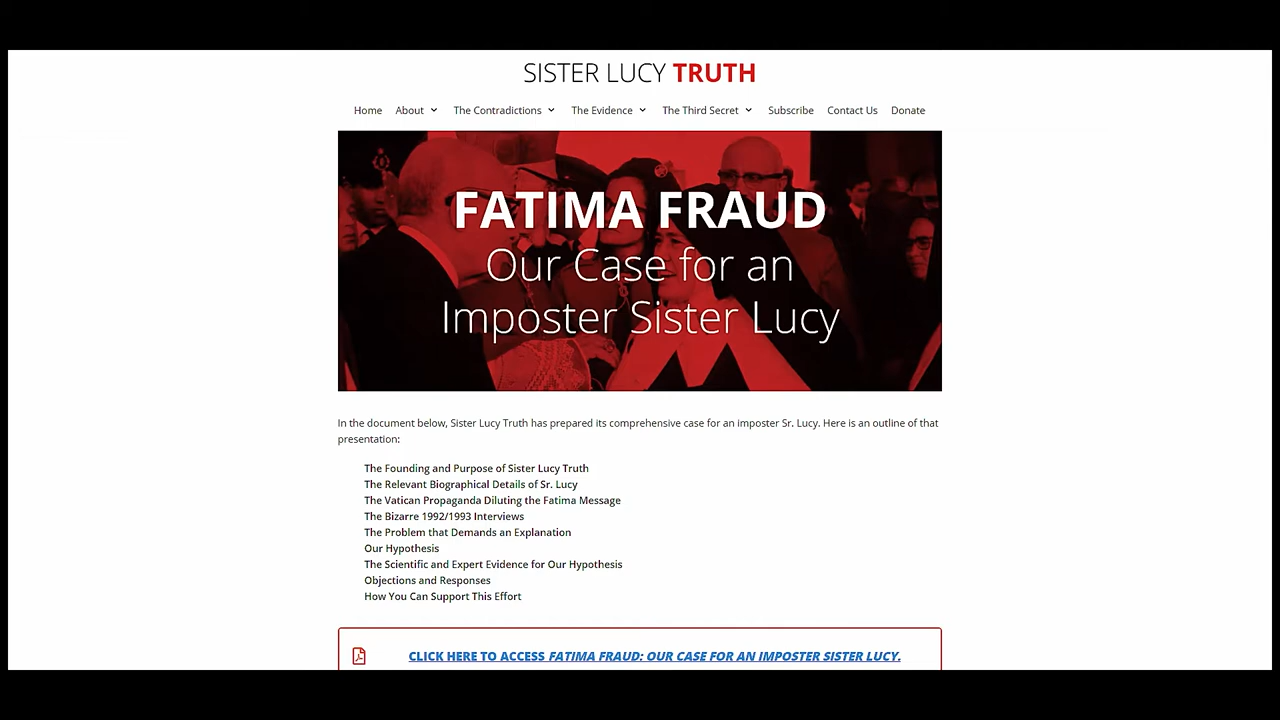 SISTER LUCY TRUTH
Home About The Contradictions The Evidence The Third Secret Subscribe Contact Us Donate
FATIMA FRAUD
Our Case for an
Imposter Sister Lucy
In the document below, Sister Lucy Truth has prepared its comprehensive case for an imposter Sr. Lucy. Here is an outline of that
presentation:
The Founding and Purpose of Sister Lucy Truth
The Relevant Biographical Details of Sr. Lucy
The Vatican Propaganda Diluting the Fatima Message
The Bizarre 1992/1993 Interviews
The Problem that Demands an Explanation
Our Hypothesis
The Scientific and Expert Evidence for Our Hypothesis
Objections and Responses
How You Can Support This Effort
CLICK HERE TO ACCESS FATIMA FRAUD: OUR CASE FOR AN IMPOSTER SISTER LUCY.